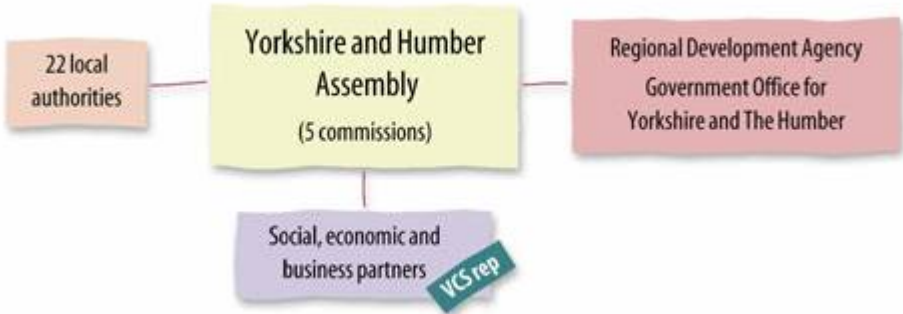 22 local
authorities
Yorkshire and Humber
Assembly
(5 commissions)
Regional Development Agency
Government Office for
Yorkshire and The Humber
Social, economic and
business partners
VCS rep